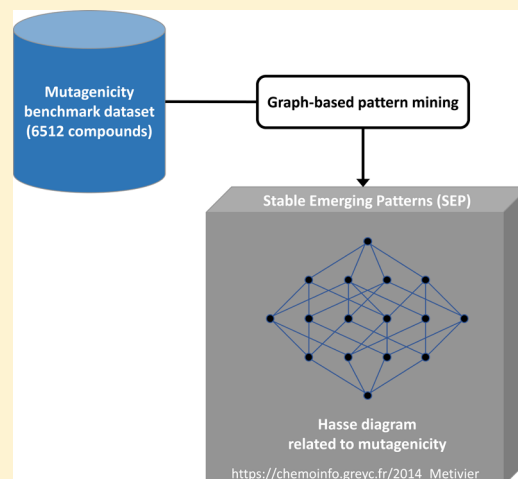 Mutagenicity
benchmark dataset
(6512 compounds)
Graph-based pattern mining
Stable Emerging Patterns (SEP)
Hasse diagram
related to mutagenicity
https://chemoinfo.greyc.fr/2014_Metivier